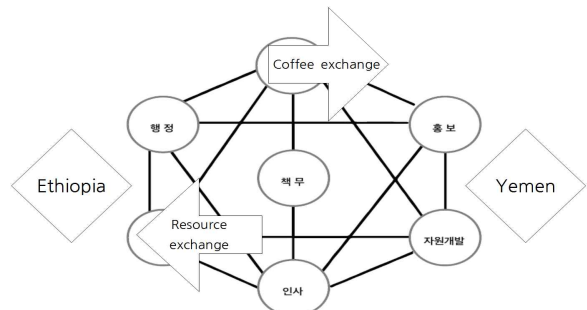 Coffee exchange
행 정
홍 보
책 무
Ethiopia
Yemen
Resource
exchange
자원개발
인사